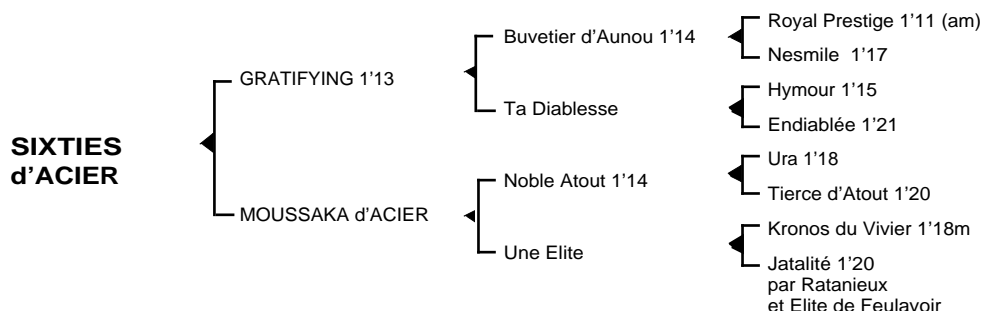 SIXTIES
d’ACIER
GRATIFYING 1’13
MOUSSAKA d’ACIER
Buvetier d’Aunou 1’14
Ta Diablesse
Noble Atout 1’14
Une Elite
Royal Prestige 1’11 (am)
Nesmile 1’17
Hymour 1’15
Endiablée 1’21
Ura 1’18
Tierce d’Atout 1’20
Kronos du Vivier 1’18m
Jatalité 1’20
par Ratanieux
et Elite de Feulavoir